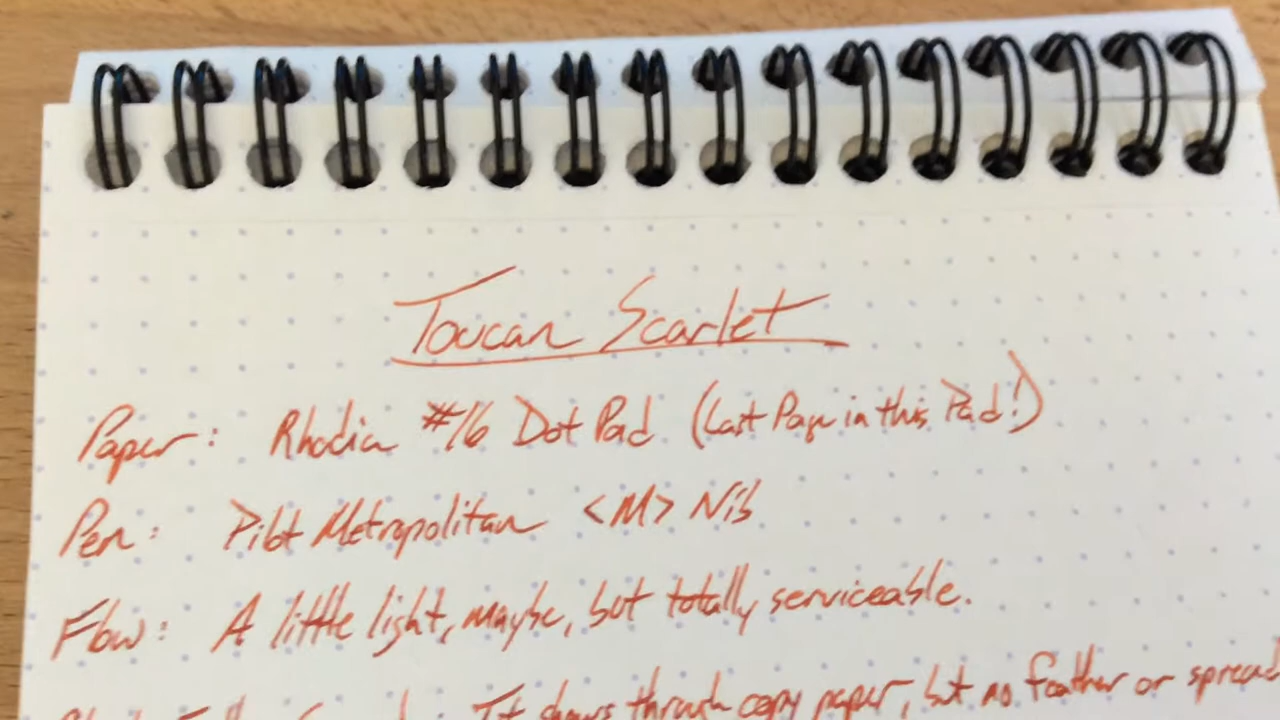 Toucan Scarlet
Paper: Rhodia #16 Dot Pad (Last Page in this Pad!)
Pen: Pilot Metropolitan <M> Nib
Flow: A little light, maybe, but totally serviceable.
It shows through copy paper, but no feather or spread